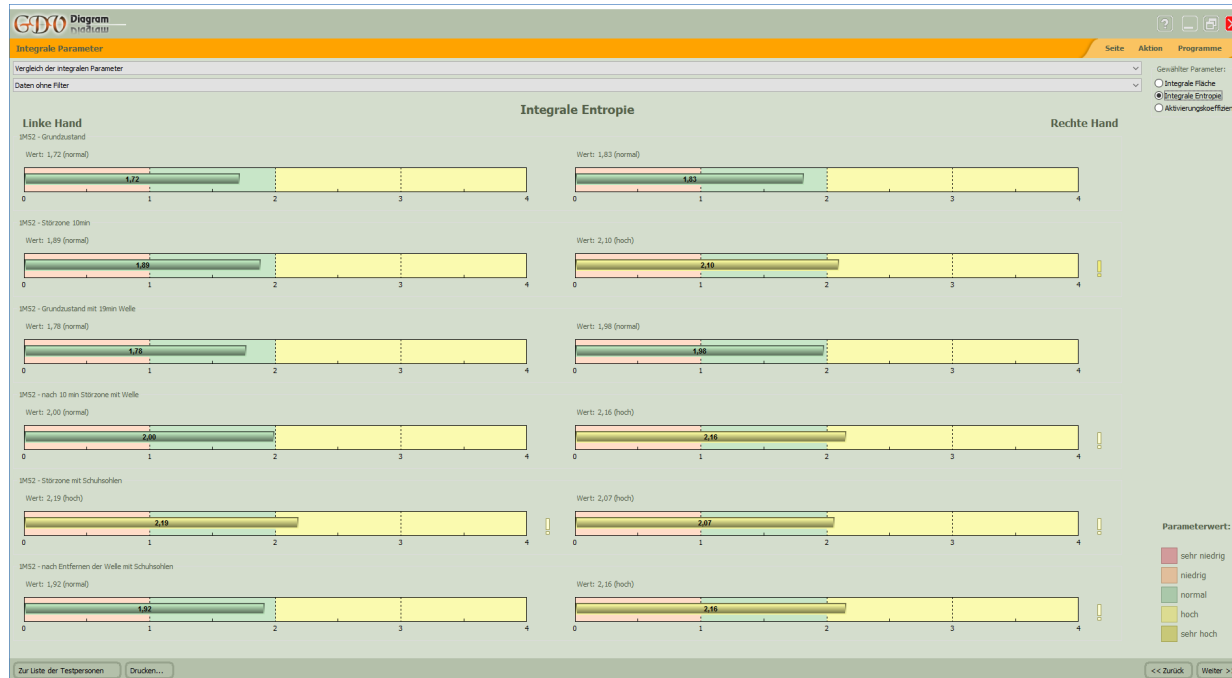 GDV Diagram
Integrale Parameter
Seite Aktion Programme
Vergleich der integralen Parameter
Daten ohne Filter
Gewählter Parameter:
Integrale Fläche
Integrale Entropie
Aktivierungskoeffizien
Integrale Entropie
Linke Hand
Rechte Hand
1M52 - Grundzustand
Wert: 1,72 (normal)
Wert: 1,83 (normal)
1,72
1,83
0 1 2 3 4
0 1 2 3 4
1M52 - Störzone 10min
Wert: 1,89 (normal)
Wert: 2,10 (hoch)
1,89
2,10
0 1 2 3 4
0 1 2 3 4
1M52 - Grundzustand mit 19min Welle
Wert: 1,78 (normal)
Wert: 1,98 (normal)
1,78
1,98
0 1 2 3 4
0 1 2 3 4
1M52 - nach 10 min Störzone mit Welle
Wert: 2,00 (normal)
Wert: 2,16 (hoch)
2,00
2,16
0 1 2 3 4
0 1 2 3 4
1M52 - Störzone mit Schuhsohlen
Wert: 2,19 (hoch)
Wert: 2,07 (hoch)
2,19
2,07
0 1 2 3 4
0 1 2 3 4
1M52 - nach Entfernen der Welle mit Schuhsohlen
Wert: 1,92 (normal)
Wert: 2,16 (hoch)
1,92
2,16
0 1 2 3 4
0 1 2 3 4
Parameterwert:
sehr niedrig
niedrig
normal
hoch
sehr hoch
Zur Liste der Testpersonen
Drucken...
<< Zurück
Weiter >